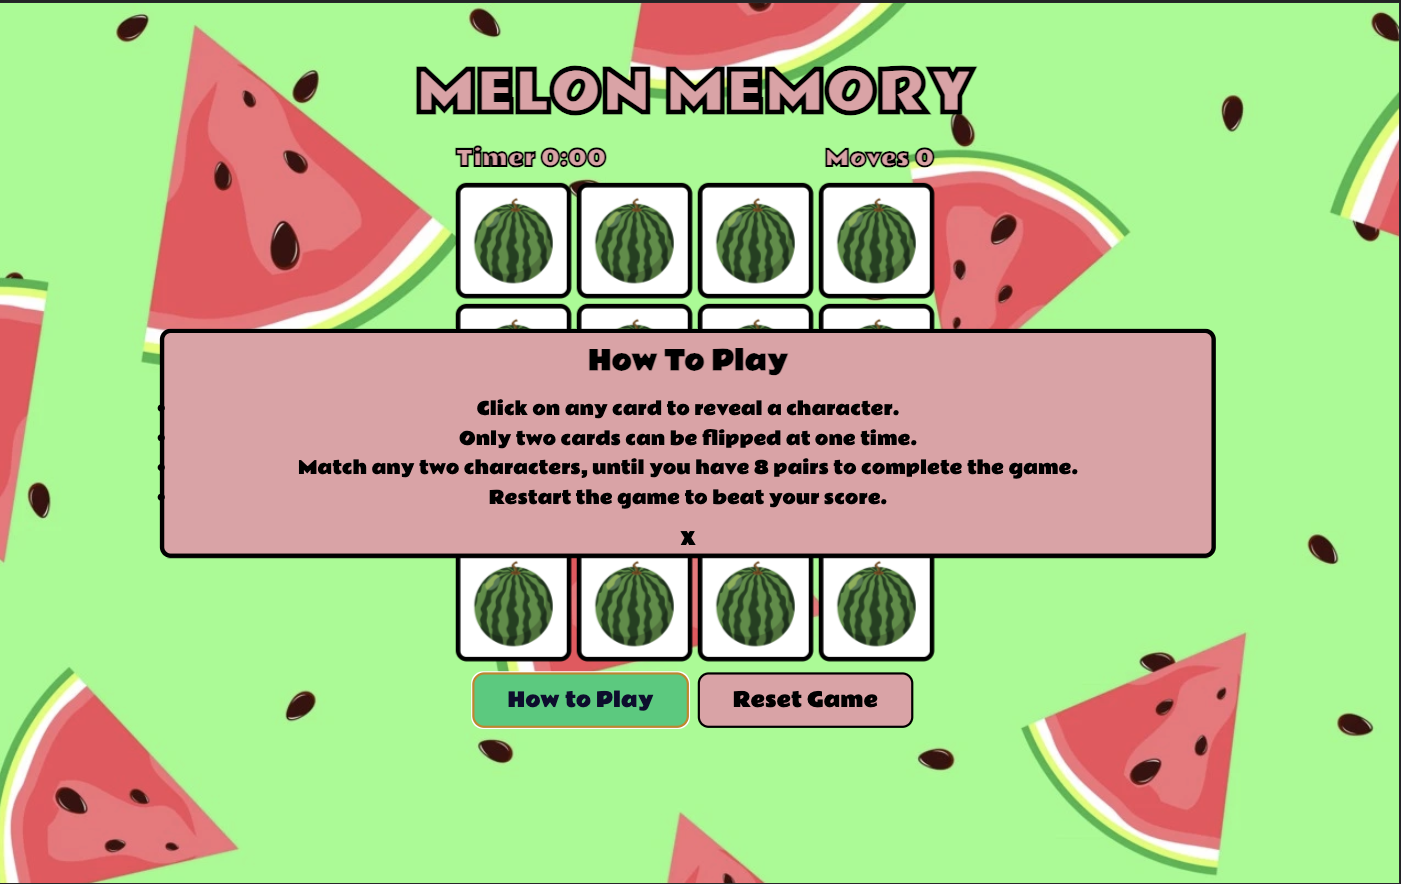 MELON MEMORY
Timer 0:00
Moves 0
How To Play
Click on any card to reveal a character.
Only two cards can be flipped at one time.
Match any two characters, until you have 8 pairs to complete the game.
Restart the game to beat your score.
X
How to Play
Reset Game